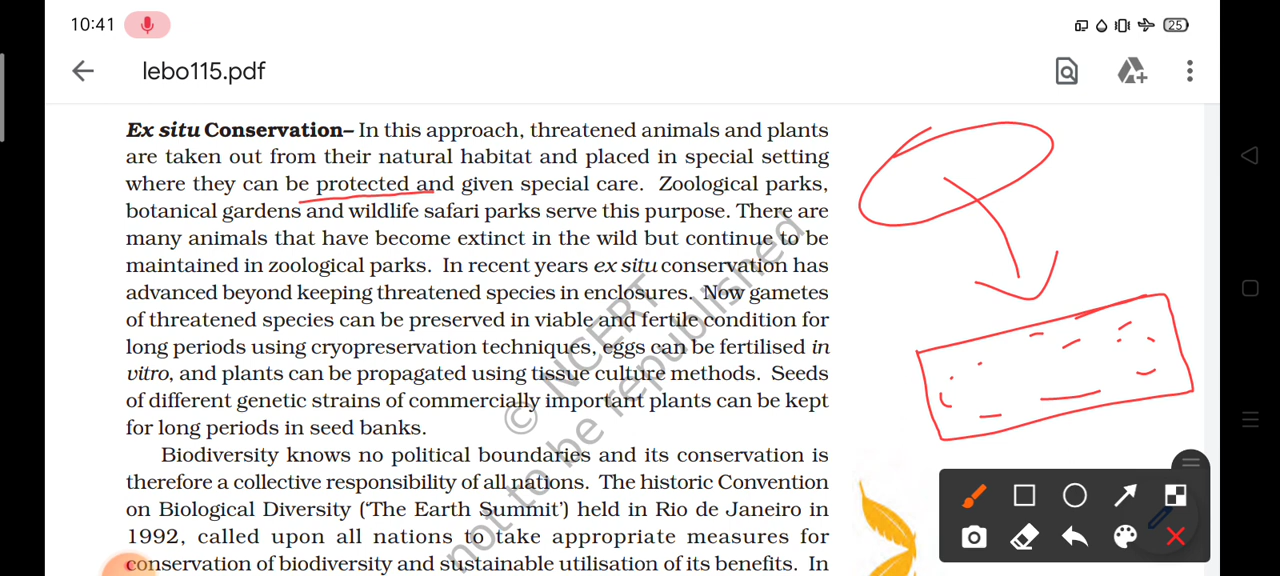 10:41
25
lebo115.pdf
Ex situ Conservation– In this approach, threatened animals and plants
are taken out from their natural habitat and placed in special setting
where they can be protected and given special care. Zoological parks,
botanical gardens and wildlife safari parks serve this purpose. There are
many animals that have become extinct in the wild but continue to be
maintained in zoological parks. In recent years ex situ conservation has
advanced beyond keeping threatened species in enclosures. Now gametes
of threatened species can be preserved in viable and fertile condition for
long periods using cryopreservation techniques, eggs can be fertilised in
vitro, and plants can be propagated using tissue culture methods. Seeds
of different genetic strains of commercially important plants can be kept
for long periods in seed banks.
Biodiversity knows no political boundaries and its conservation is
therefore a collective responsibility of all nations. The historic Convention
on Biological Diversity ('The Earth Summit') held in Rio de Janeiro in
1992, called upon all nations to take appropriate measures for
conservation of biodiversity and sustainable utilisation of its benefits. In
© NCERT
not to be republished